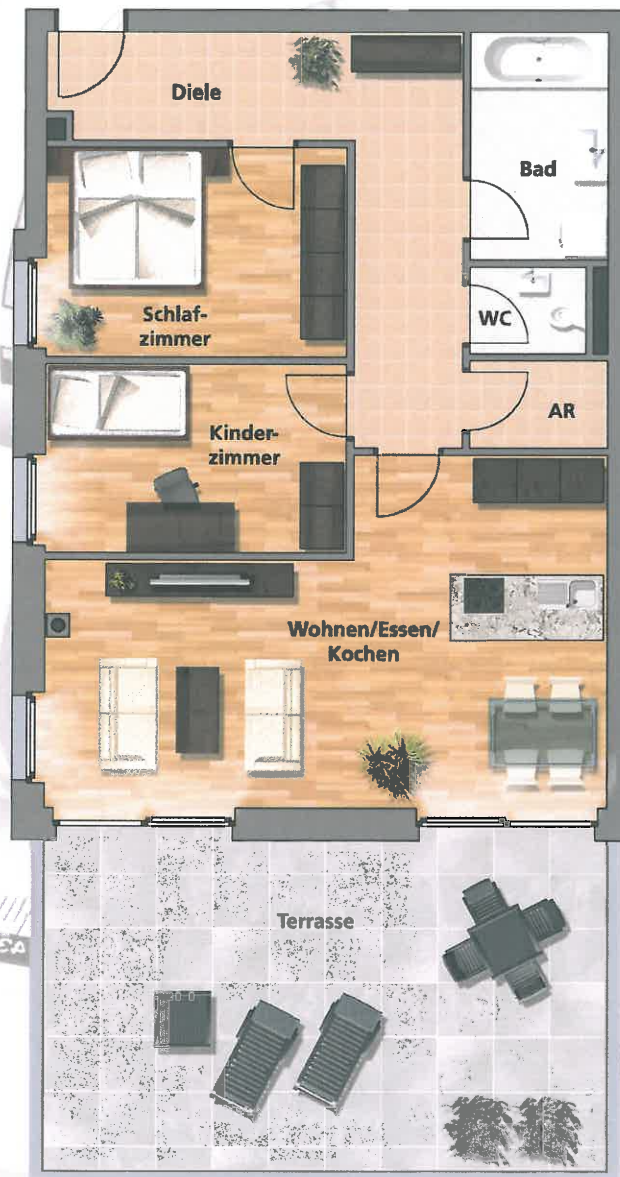 Diele
Bad
Schlaf-
zimmer
WC
AR
Kinder-
zimmer
Wohnen/Essen/
Kochen
Terrasse